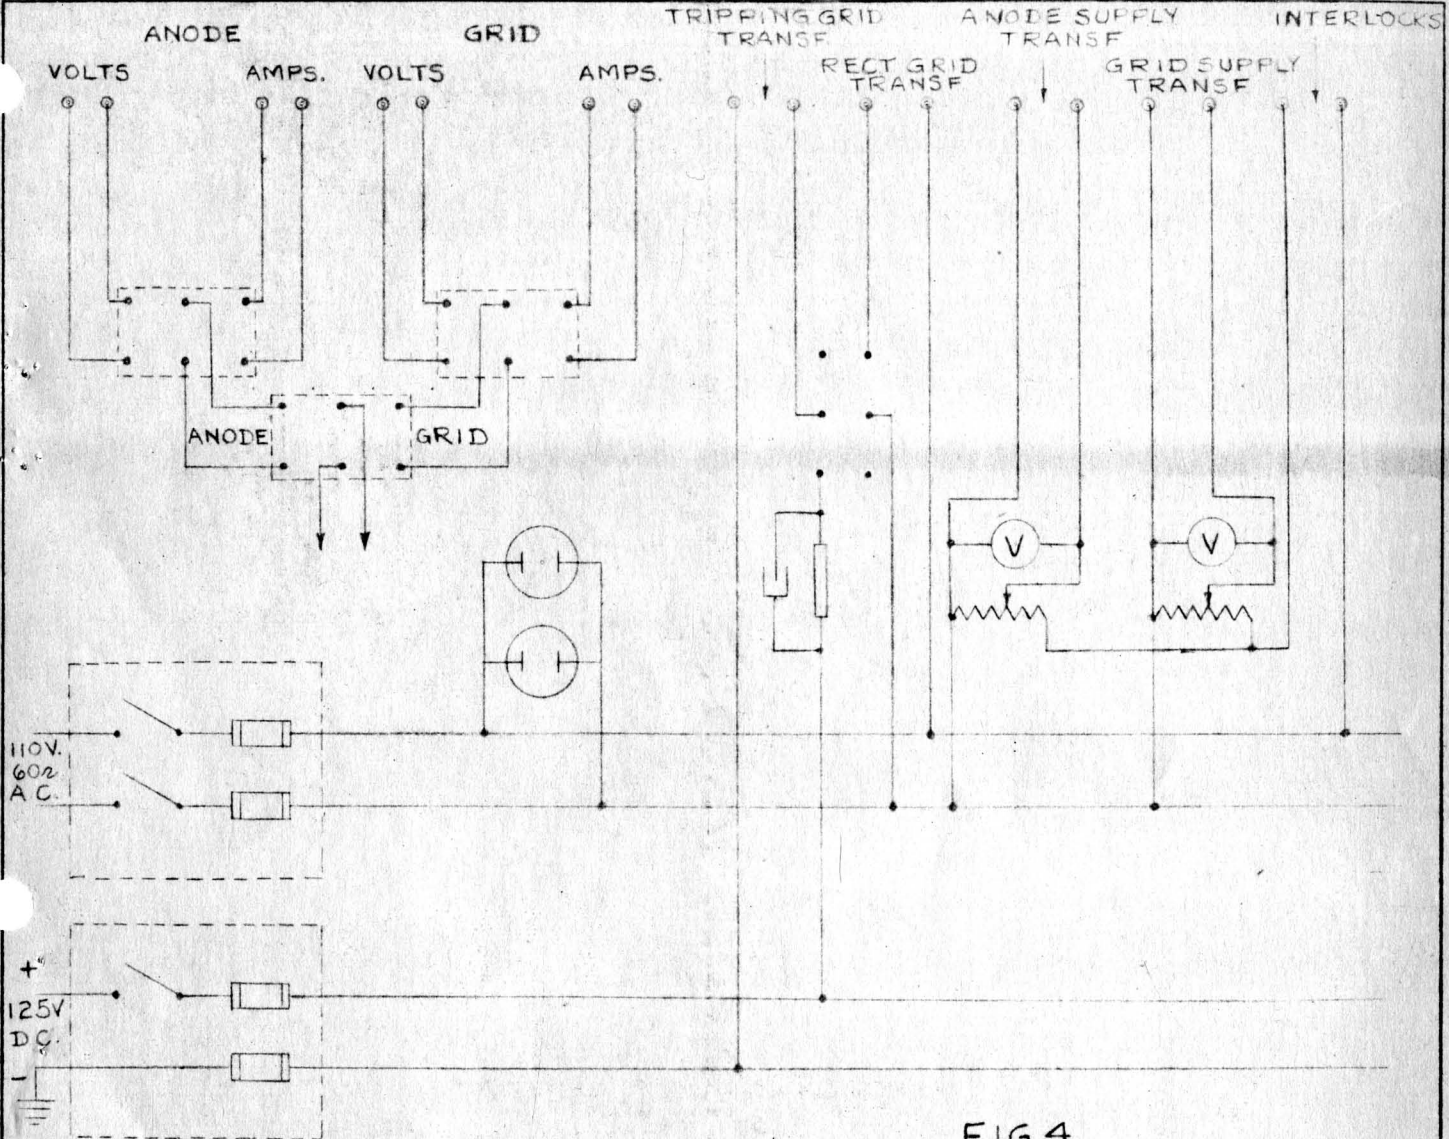 ANODE
GRID
TRIPPING GRID
TRANSF.
ANODE SUPPLY
TRANSF
INTERLOCKS
VOLTS
AMPS.
VOLTS
AMPS.
RECT GRID
TRANSF
GRID SUPPLY
TRANSF
ANODE
GRID
V
V
110V.
60~
A.C.
+
125V
D.C.
-
FIG 4